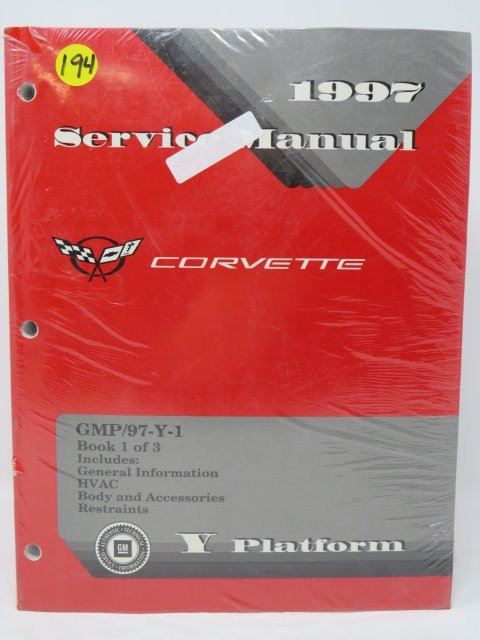 194
1997
Service Manual
CORVETTE
GMP/97-Y-1
Book 1 of 3
Includes:
General Information
HVAC
Body and Accessories
Restraints
GM
Y Platform